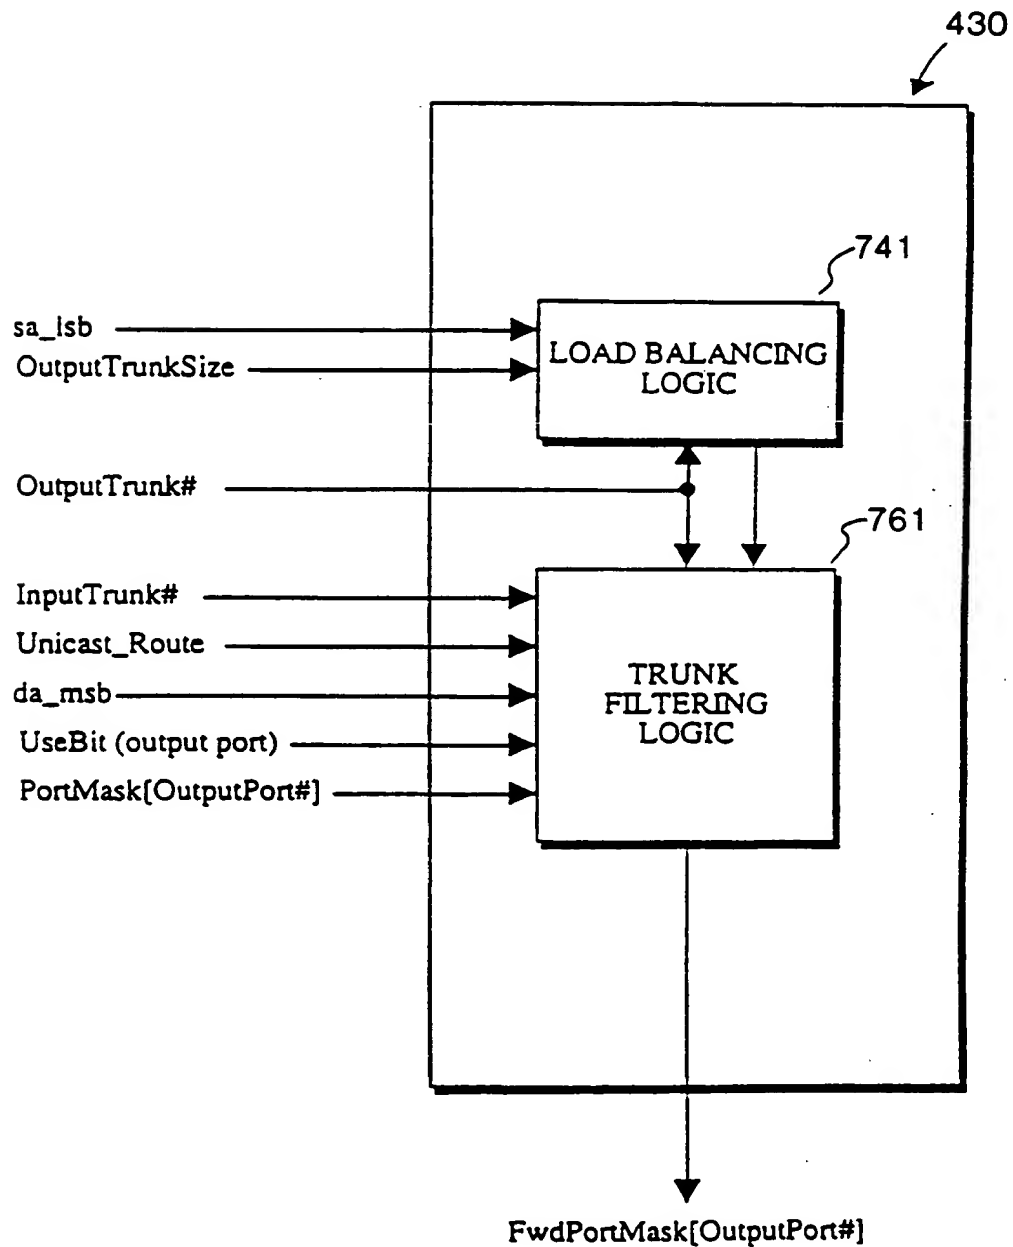 430
741
sa_lsb
OutputTrunkSize
LOAD BALANCING
LOGIC
OutputTrunk#
761
InputTrunk#
Unicast_Route
da_msb
UseBit (output port)
PortMask[OutputPort#]
TRUNK
FILTERING
LOGIC
FwdPortMask[OutputPort#]